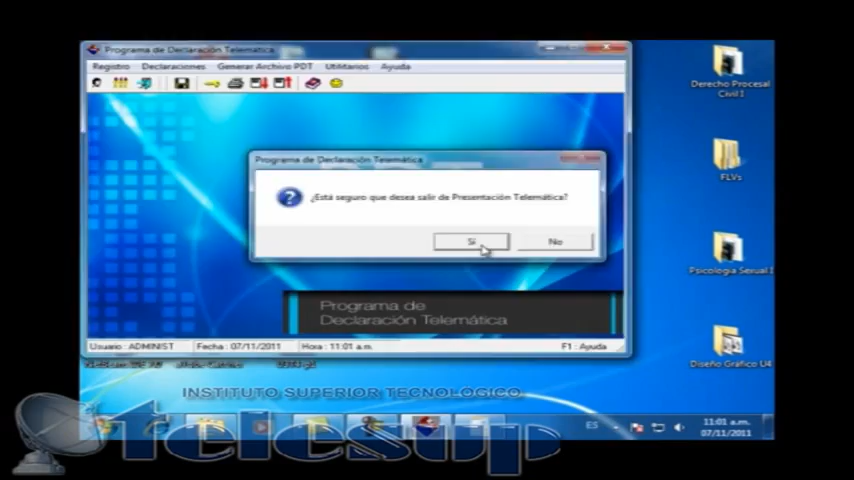 Programa de Declaración Telemática
Registro Declaraciones Generar Archivo PDT Utilitarios Ayuda
Programa de Declaración Telemática
¿Está seguro que desea salir de Presentación Telemática?
Sí No
Programa de
Declaración Telemática
Usuario : ADMINIST Fecha : 07/11/2011 Hora : 11:01 a.m. F1 : Ayuda
Derecho Procesal
Civil I
FLVs
Psicologia Sexual I
Diseño Gráfico U4
INSTITUTO SUPERIOR TECNOLOGICO
telesup
ES
11:01 a.m.
07/11/2011